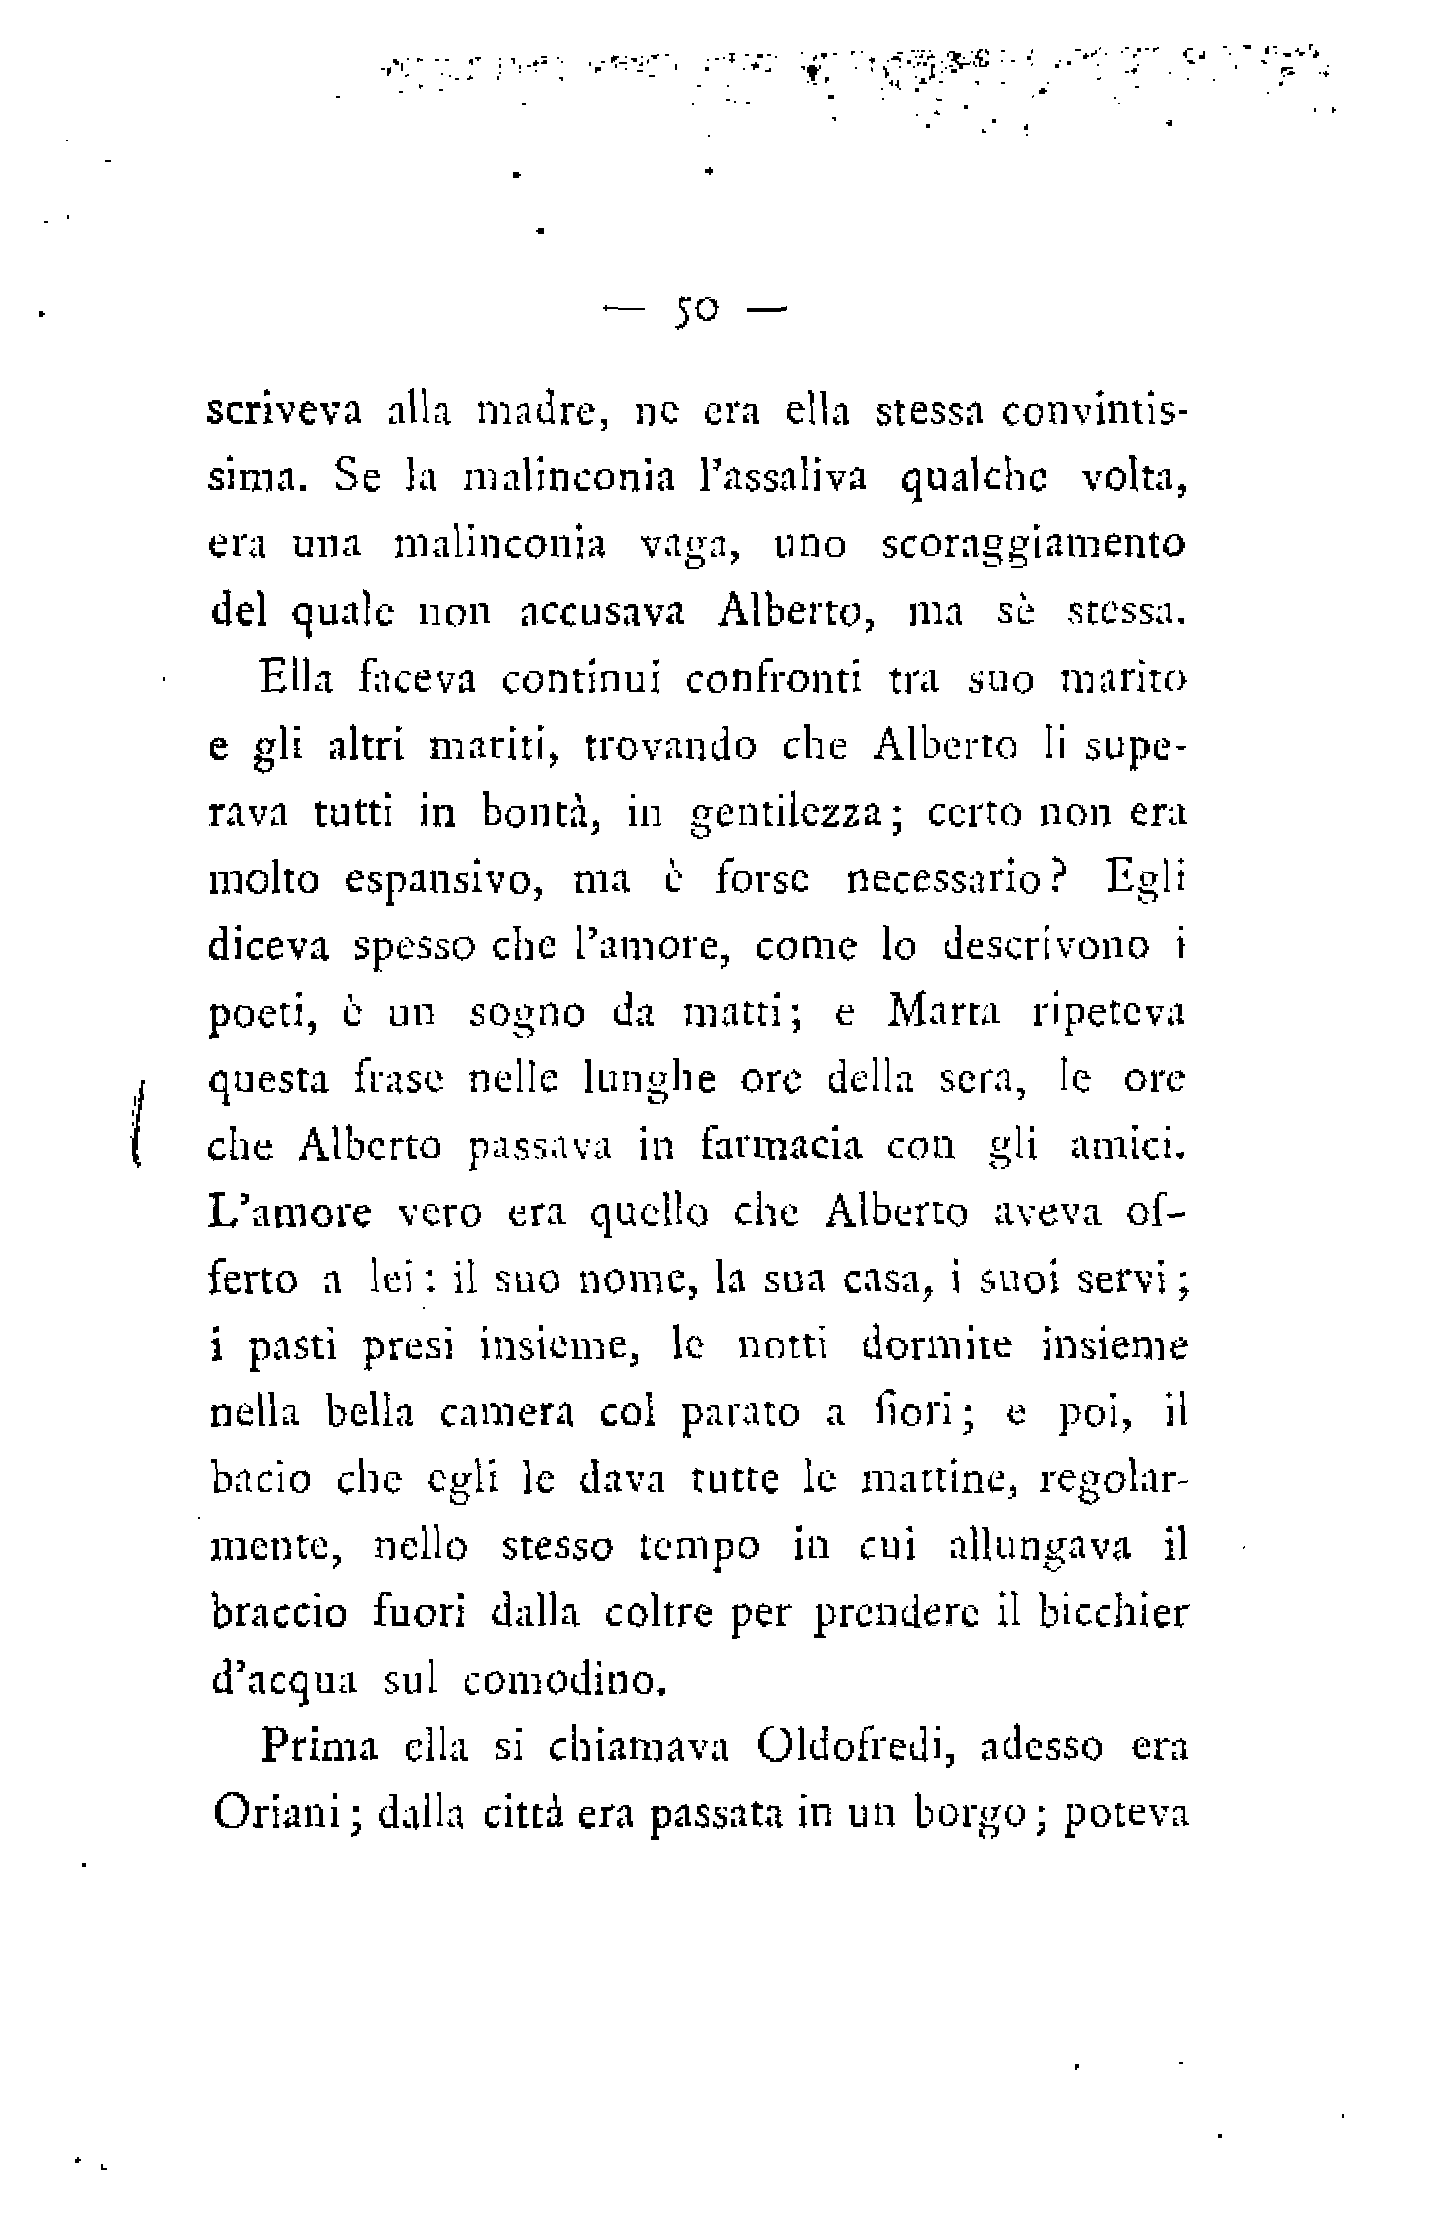 — 50 —
scriveva alla madre, ne era ella stessa convintis-
sima. Se la malinconia l'assaliva qualche volta,
era una malinconia vaga, uno scoraggiamento
del quale non accusava Alberto, ma sè stessa.
Ella faceva continui confronti tra suo marito
e gli altri mariti, trovando che Alberto li supe-
rava tutti in bontà, in gentilezza; certo non era
molto espansivo, ma è forse necessario? Egli
diceva spesso che l'amore, come lo descrivono i
poeti, è un sogno da matti; e Marta ripeteva
questa frase nelle lunghe ore della sera, le ore
che Alberto passava in farmacia con gli amici.
L'amore vero era quello che Alberto aveva of-
ferto a lei: il suo nome, la sua casa, i suoi servi;
i pasti presi insieme, le notti dormite insieme
nella bella camera col parato a fiori; e poi, il
bacio che egli le dava tutte le mattine, regolar-
mente, nello stesso tempo in cui allungava il
braccio fuori dalla coltre per prendere il bicchier
d'acqua sul comodino.
Prima ella si chiamava Oldofredi, adesso era
Oriani; dalla città era passata in un borgo; poteva